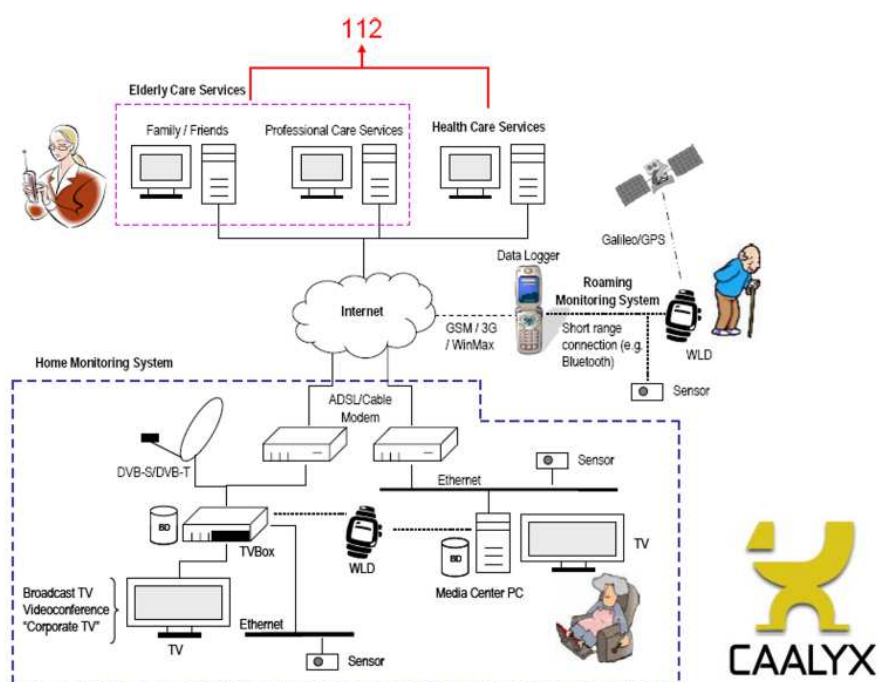 112
Elderly Care Services
Family / Friends
Professional Care Services
Health Care Services
Galileo/GPS
Data Logger
Roaming
Monitoring System
Internet
GSM / 3G
/ WinMax
Short range
connection (e.g.
Bluetooth)
WLD
Sensor
Home Monitoring System
ADSL/Cable
Modem
DVB-S/DVB-T
Sensor
Ethernet
BD
TVBox
WLD
BD
Media Center PC
TV
Broadcast TV
Videoconference
"Corporate TV"
TV
Ethernet
Sensor
CAALYX